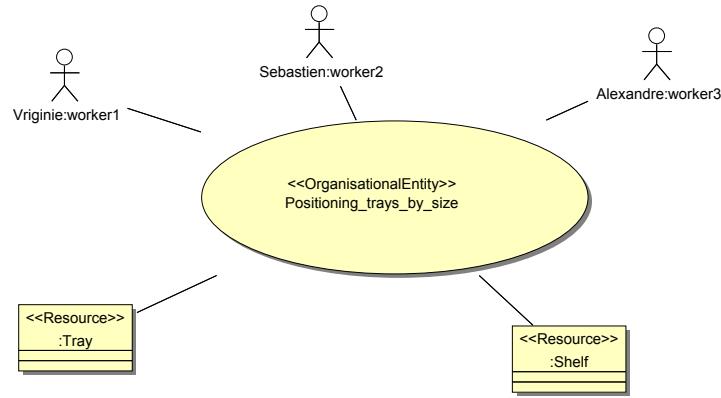 Sebastien:worker2
Vriginie:worker1
Alexandre:worker3
<<OrganisationalEntity>>
Positioning_trays_by_size
<<Resource>>
:Tray
<<Resource>>
:Shelf